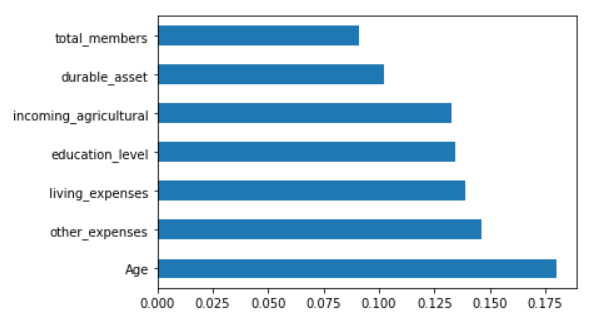 total_members
durable_asset
incoming_agricultural
education_level
living_expenses
other_expenses
Age
0.000 0.025 0.050 0.075 0.100 0.125 0.150 0.175